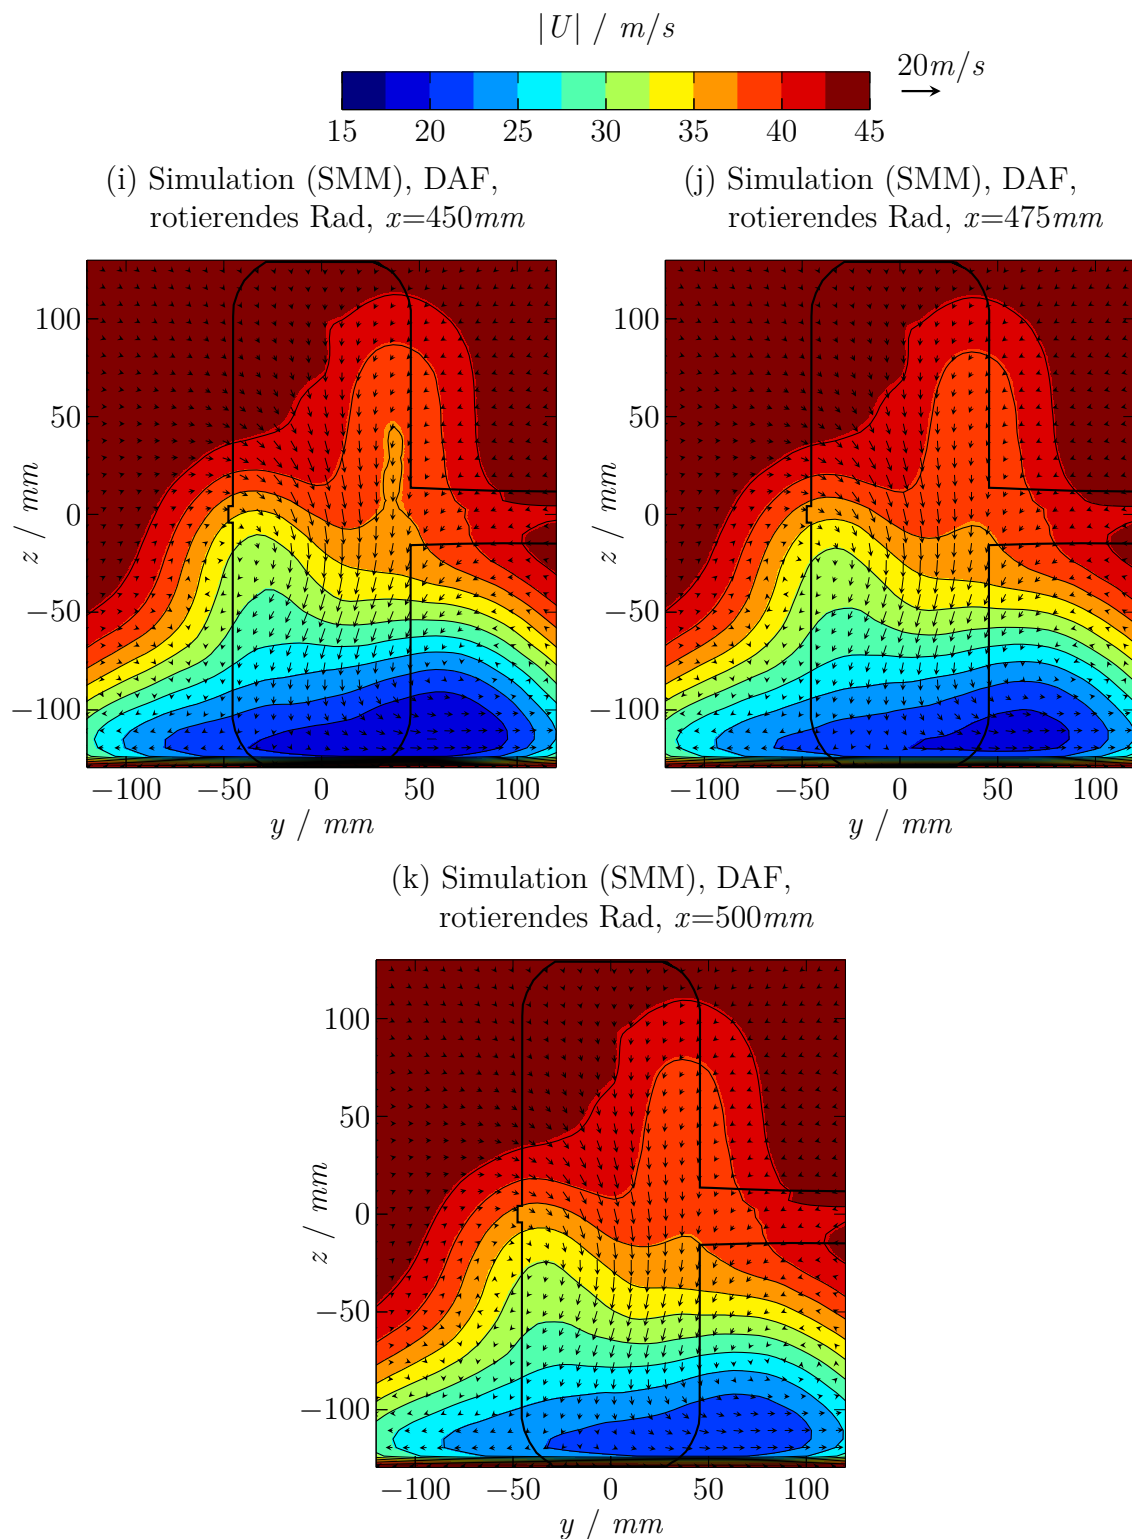 |U| / m/s
20m/s
15 20 25 30 35 40 45
(i) Simulation (SMM), DAF,
rotierendes Rad, x=450mm
100
50
0
−50
−100
z / mm
−100 −50 0 50 100
y / mm
(j) Simulation (SMM), DAF,
rotierendes Rad, x=475mm
100
50
0
−50
−100
z / mm
−100 −50 0 50 100
y / mm
(k) Simulation (SMM), DAF,
rotierendes Rad, x=500mm
100
50
0
−50
−100
z / mm
−100 −50 0 50 100
y / mm